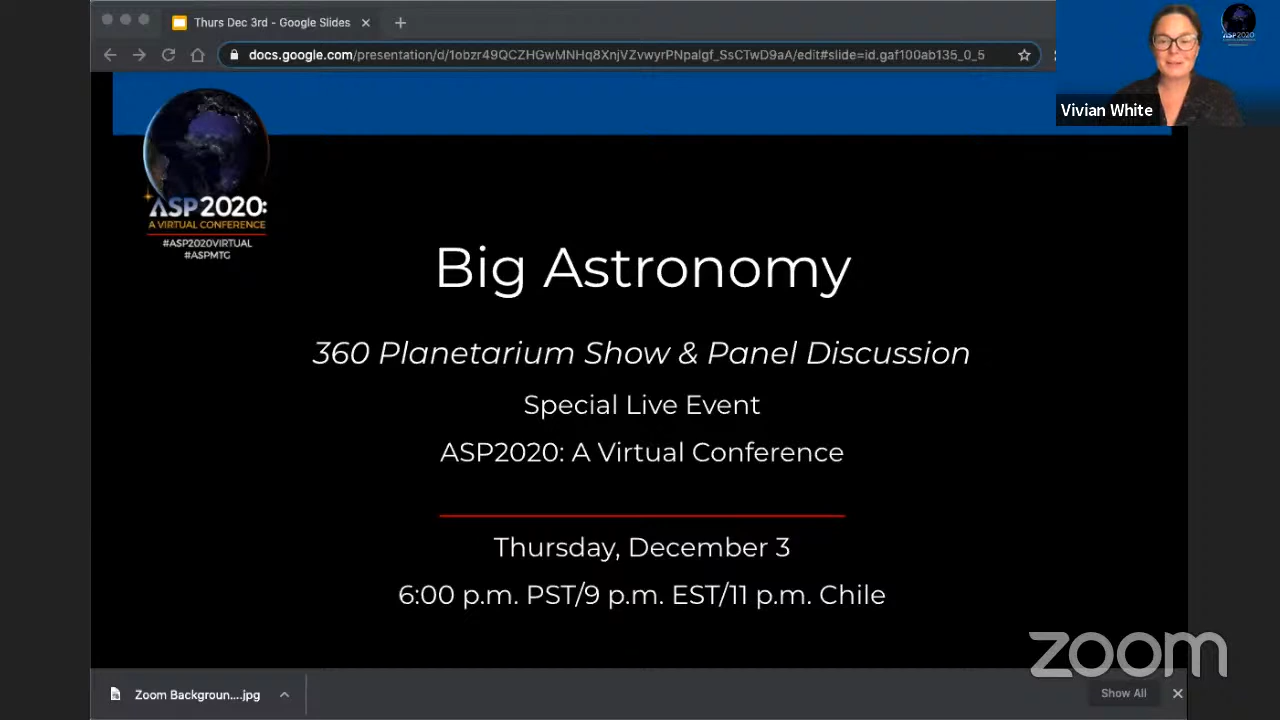 Thurs Dec 3rd - Google Slides
docs.google.com/presentation/d/1obzr49QCZHGwMNHq8XnjVZvwyrPNpalgf_SsCTwD9aA/edit#slide=id.gaf100ab135_0_5
ASP2020
Vivian White
ASP2020:
A VIRTUAL CONFERENCE
#ASP2020VIRTUAL
#ASPMTG
Big Astronomy
360 Planetarium Show & Panel Discussion
Special Live Event
ASP2020: A Virtual Conference
Thursday, December 3
6:00 p.m. PST/9 p.m. EST/11 p.m. Chile
zoom
Zoom Backgroun....jpg
Show All